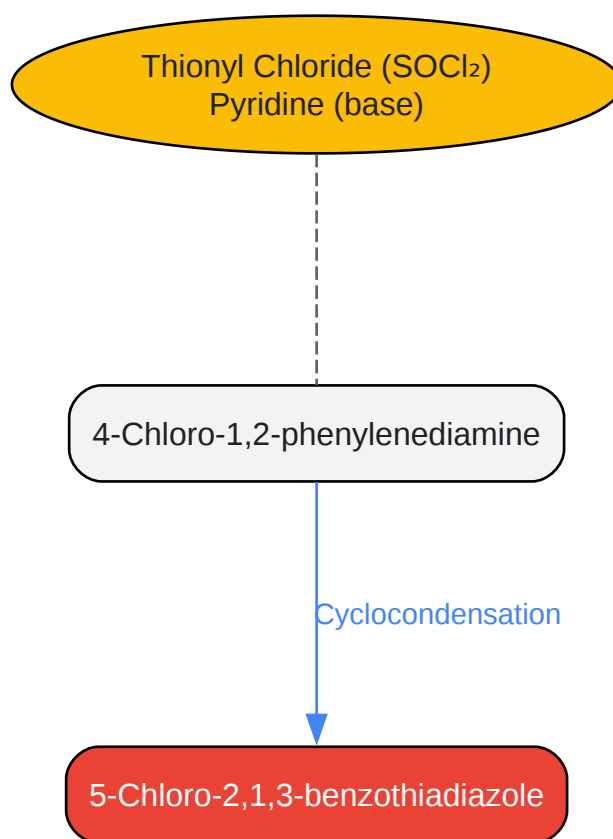 Thionyl Chloride (SOCl₂)
Pyridine (base)
4-Chloro-1,2-phenylenediamine
Cyclocondensation
5-Chloro-2,1,3-benzothiadiazole